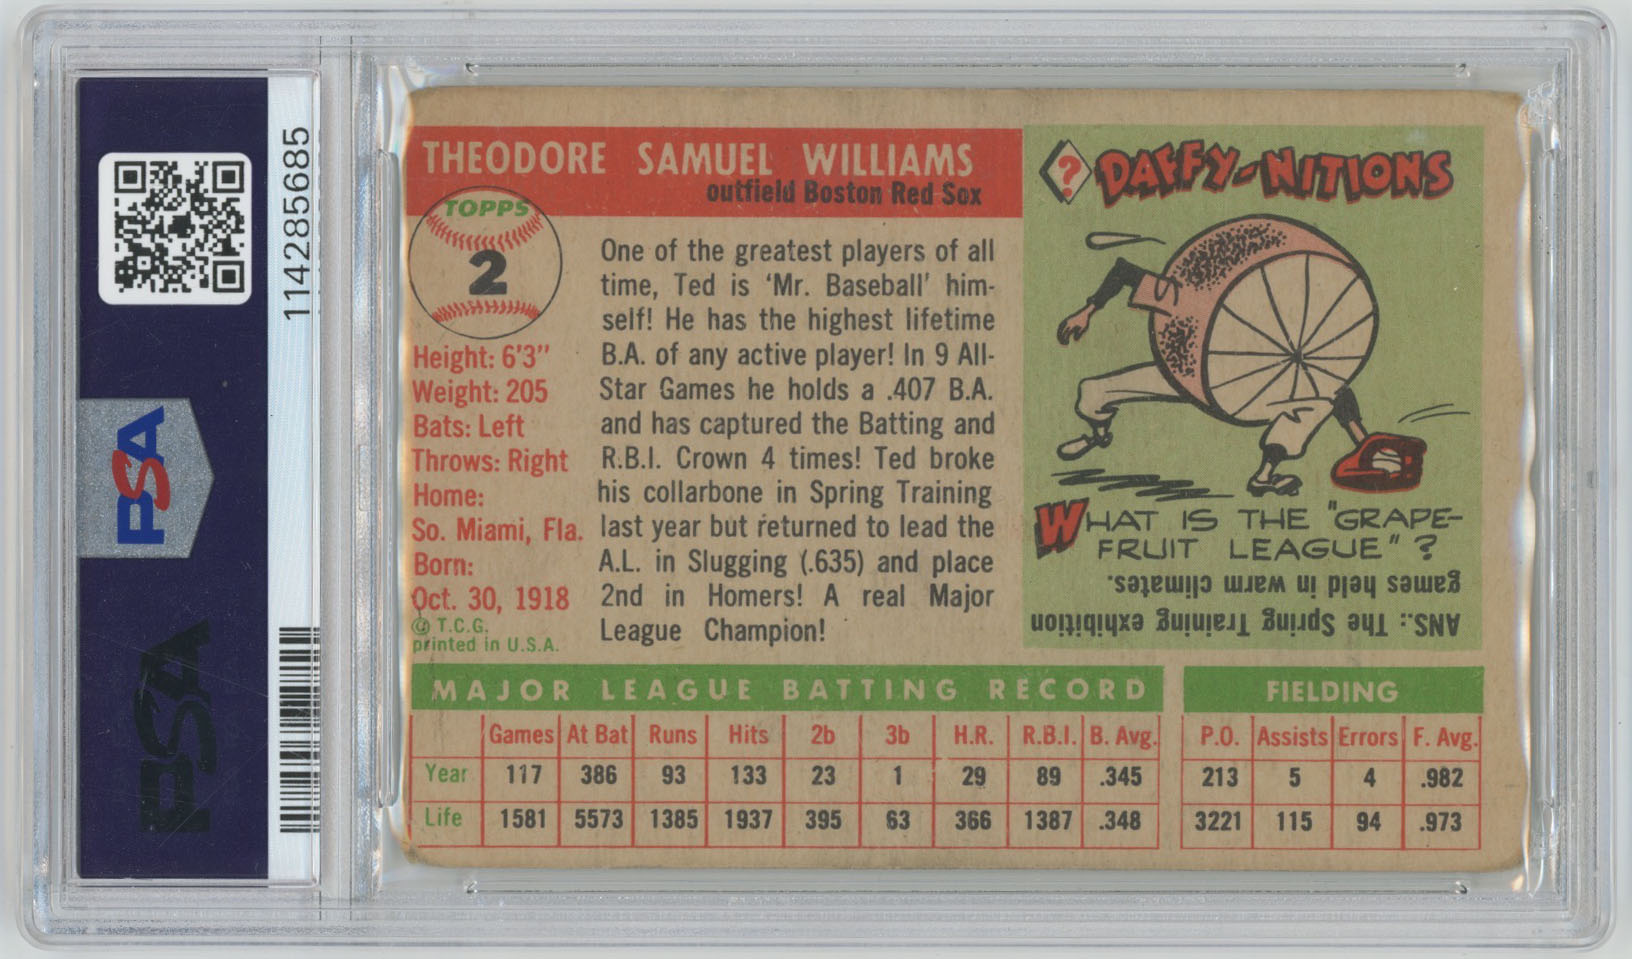 114285685
PSA
PSA
THEODORE SAMUEL WILLIAMS
outfield Boston Red Sox
TOPPS
2
Height: 6'3"
Weight: 205
Bats: Left
Throws: Right
Home:
So. Miami, Fla.
Born:
Oct. 30, 1918
© T.C.G.
printed in U.S.A.
One of the greatest players of all
time, Ted is 'Mr. Baseball' him-
self! He has the highest lifetime
B.A. of any active player! In 9 All-
Star Games he holds a .407 B.A.
and has captured the Batting and
R.B.I. Crown 4 times! Ted broke
his collarbone in Spring Training
last year but returned to lead the
A.L. in Slugging (.635) and place
2nd in Homers! A real Major
League Champion!
? DAFFY-NITIONS
WHAT IS THE "GRAPE-
FRUIT LEAGUE"?
ANS.: The Spring Training exhibition
games held in warm climates.
MAJOR LEAGUE BATTING RECORD
Games At Bat Runs Hits 2b 3b H.R. R.B.I. B. Avg.
Year 117 386 93 133 23 1 29 89 .345
Life 1581 5573 1385 1937 395 63 366 1387 .348
FIELDING
P.O. Assists Errors F. Avg.
213 5 4 .982
3221 115 94 .973